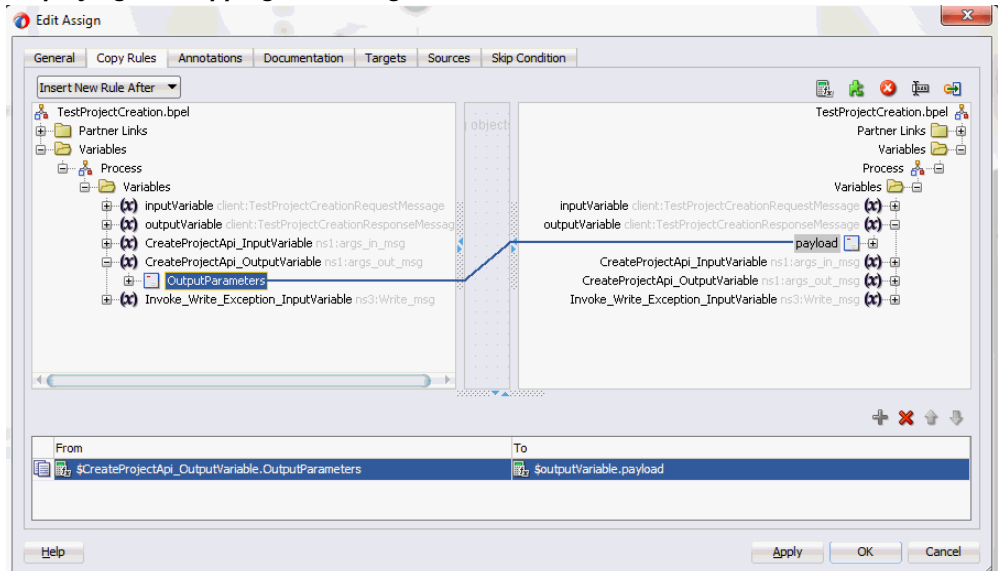 Edit Assign
General Copy Rules Annotations Documentation Targets Sources Skip Condition
Insert New Rule After
TestProjectCreation.bpel
Partner Links
Variables
Process
Variables
inputVariable client:TestProjectCreationRequestMessage
outputVariable client:TestProjectCreationResponseMessag
CreateProjectApi_InputVariable ns1:args_in_msg
CreateProjectApi_OutputVariable ns1:args_out_msg
OutputParameters
Invoke_Write_Exception_InputVariable ns3:Write_msg
object
TestProjectCreation.bpel
Partner Links
Variables
Process
Variables
inputVariable client:TestProjectCreationRequestMessage
outputVariable client:TestProjectCreationResponseMessage
payload
CreateProjectApi_InputVariable ns1:args_in_msg
CreateProjectApi_OutputVariable ns1:args_out_msg
Invoke_Write_Exception_InputVariable ns3:Write_msg
From To
$CreateProjectApi_OutputVariable.OutputParameters $outputVariable.payload
Help Apply OK Cancel